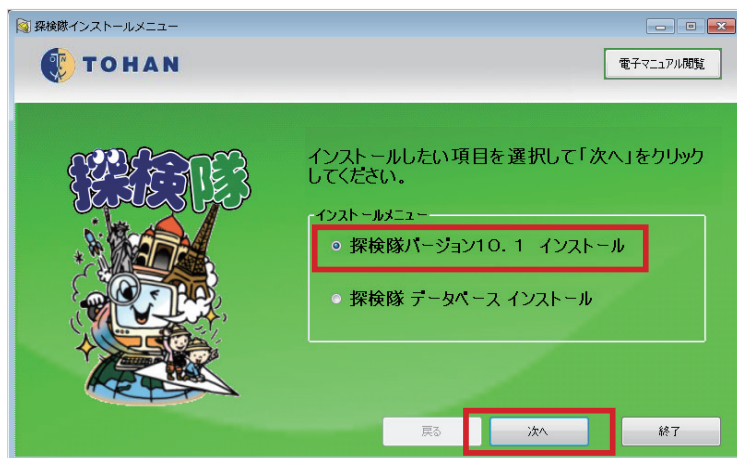 探検隊インストールメニュー
TOHAN
電子マニュアル閲覧
探検隊
インストールしたい項目を選択して「次へ」をクリック
してください。
インストールメニュー
探検隊バージョン10.1 インストール
探検隊 データベース インストール
戻る
次へ
終了